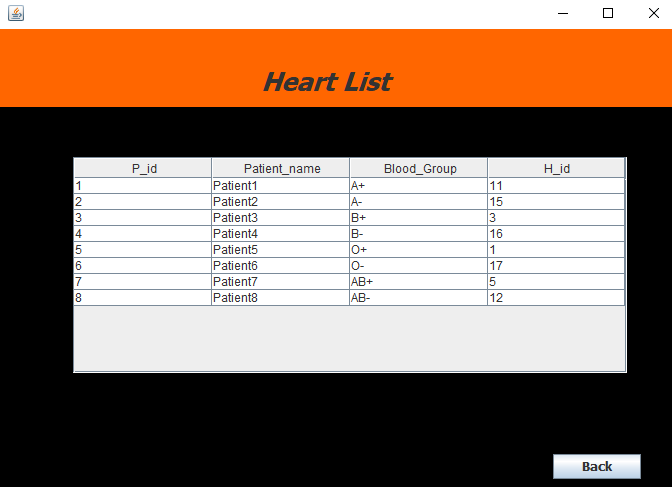 Heart List
P_id Patient_name Blood_Group H_id
1 Patient1 A+ 11
2 Patient2 A- 15
3 Patient3 B+ 3
4 Patient4 B- 16
5 Patient5 O+ 1
6 Patient6 O- 17
7 Patient7 AB+ 5
8 Patient8 AB- 12
Back